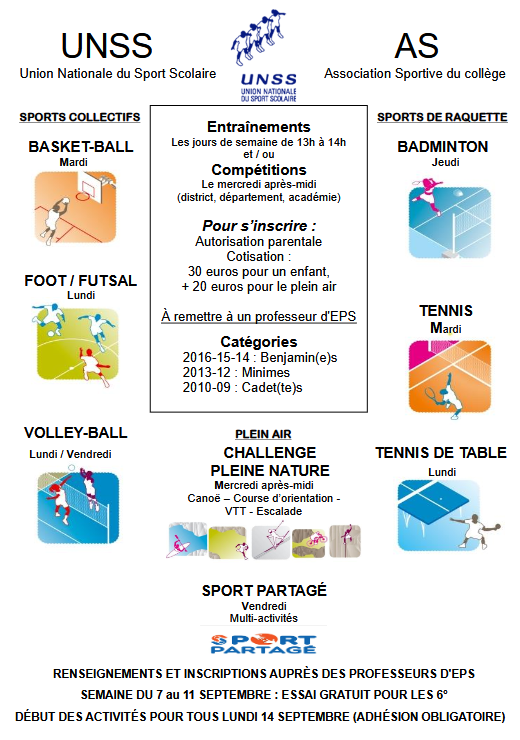 UNSS
Union Nationale du Sport Scolaire
UNSS
UNION NATIONALE
DU SPORT SCOLAIRE
AS
Association Sportive du collège
SPORTS COLLECTIFS
BASKET-BALL
Mardi
FOOT / FUTSAL
Lundi
VOLLEY-BALL
Lundi / Vendredi
Entraînements
Les jours de semaine de 13h à 14h
et / ou
Compétitions
Le mercredi après-midi
(district, département, académie)
Pour s'inscrire :
Autorisation parentale
Cotisation :
30 euros pour un enfant,
+ 20 euros pour le plein air
À remettre à un professeur d'EPS
Catégories
2016-15-14 : Benjamin(e)s
2013-12 : Minimes
2010-09 : Cadet(te)s
SPORTS DE RAQUETTE
BADMINTON
Jeudi
TENNIS
Mardi
TENNIS DE TABLE
Lundi
PLEIN AIR
CHALLENGE
PLEINE NATURE
Mercredi après-midi
Canoë – Course d'orientation -
VTT - Escalade
SPORT PARTAGÉ
Vendredi
Multi-activités
SPORT
PARTAGÉ
RENSEIGNEMENTS ET INSCRIPTIONS AUPRÈS DES PROFESSEURS D'EPS
SEMAINE DU 7 au 11 SEPTEMBRE : ESSAI GRATUIT POUR LES 6°
DÉBUT DES ACTIVITÉS POUR TOUS LUNDI 14 SEPTEMBRE (ADHÉSION OBLIGATOIRE)